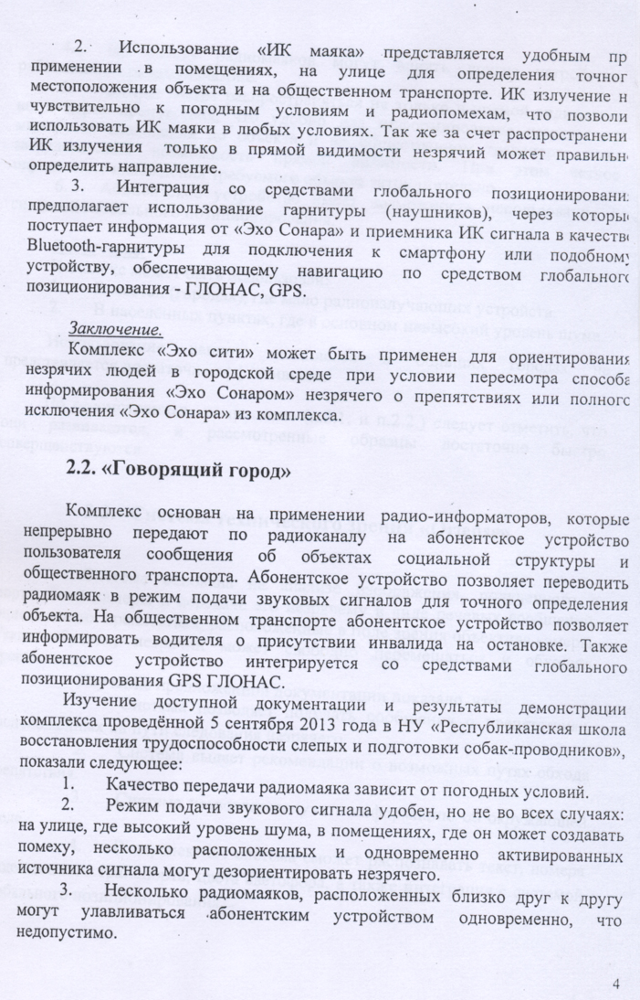 2. Использование «ИК маяка» представляется удобным пр
применении в помещениях, на улице для определения точног
местоположения объекта и на общественном транспорте. ИК излучение н
чувствительно к погодным условиям и радиопомехам, что позволи
использовать ИК маяки в любых условиях. Так же за счет распространени
ИК излучения только в прямой видимости незрячий может правильн
определить направление.
3. Интеграция со средствами глобального позиционировани
предполагает использование гарнитуры (наушников), через которы
поступает информация от «Эхо Сонара» и приемника ИК сигнала в качеств
Bluetooth-гарнитуры для подключения к смартфону или подобном
устройству, обеспечивающему навигацию по средством глобальног
позиционирования - ГЛОНАС, GPS.
Заключение.
Комплекс «Эхо сити» может быть применен для ориентирования
незрячих людей в городской среде при условии пересмотра способа
информирования «Эхо Сонаром» незрячего о препятствиях или полного
исключения «Эхо Сонара» из комплекса.
2.2. «Говорящий город»
Комплекс основан на применении радио-информаторов, которые
непрерывно передают по радиоканалу на абонентское устройство
пользователя сообщения об объектах социальной структуры и
общественного транспорта. Абонентское устройство позволяет переводить
радиомаяк в режим подачи звуковых сигналов для точного определения
объекта. На общественном транспорте абонентское устройство позволяет
информировать водителя о присутствии инвалида на остановке. Также
абонентское устройство интегрируется со средствами глобального
позиционирования GPS ГЛОНАС.
Изучение доступной документации и результаты демонстрации
комплекса проведённой 5 сентября 2013 года в НУ «Республиканская школа
восстановления трудоспособности слепых и подготовки собак-проводников»,
показали следующее:
1. Качество передачи радиомаяка зависит от погодных условий.
2. Режим подачи звукового сигнала удобен, но не во всех случаях:
на улице, где высокий уровень шума, в помещениях, где он может создавать
помеху, несколько расположенных и одновременно активированных
источника сигнала могут дезориентировать незрячего.
3. Несколько радиомаяков, расположенных близко друг к другу
могут улавливаться абонентским устройством одновременно, что
недопустимо.
4